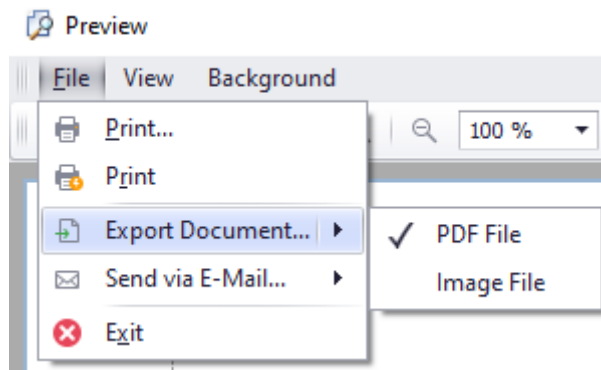 Preview
File View Background
Print...
100 %
Print
Export Document...
PDF File
Send via E-Mail...
Image File
Exit